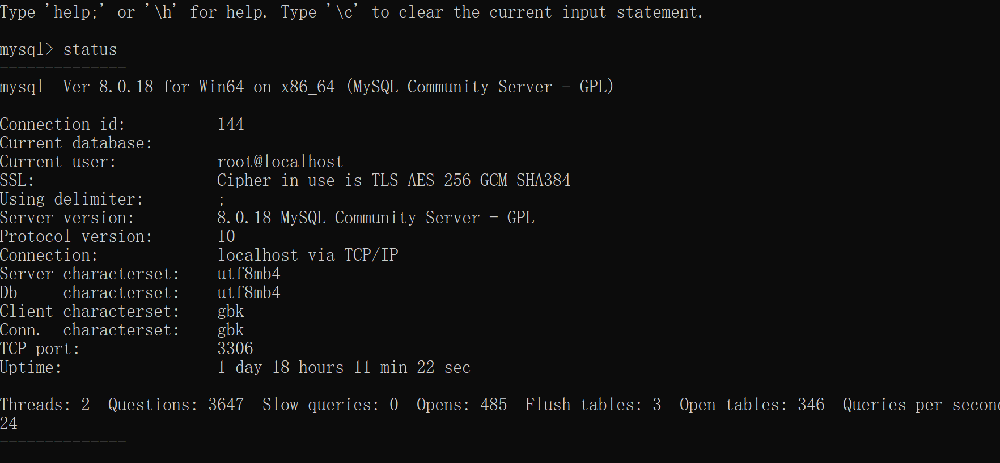 Type 'help;' or '\h' for help. Type '\c' to clear the current input statement.
mysql> status
--------------
mysql  Ver 8.0.18 for Win64 on x86_64 (MySQL Community Server - GPL)
Connection id:          144
Current database:
Current user:           root@localhost
SSL:                    Cipher in use is TLS_AES_256_GCM_SHA384
Using delimiter:        ;
Server version:         8.0.18 MySQL Community Server - GPL
Protocol version:       10
Connection:             localhost via TCP/IP
Server characterset:    utf8mb4
Db     characterset:    utf8mb4
Client characterset:    gbk
Conn.  characterset:    gbk
TCP port:               3306
Uptime:                 1 day 18 hours 11 min 22 sec
Threads: 2  Questions: 3647  Slow queries: 0  Opens: 485  Flush tables: 3  Open tables: 346  Queries per second
24
--------------